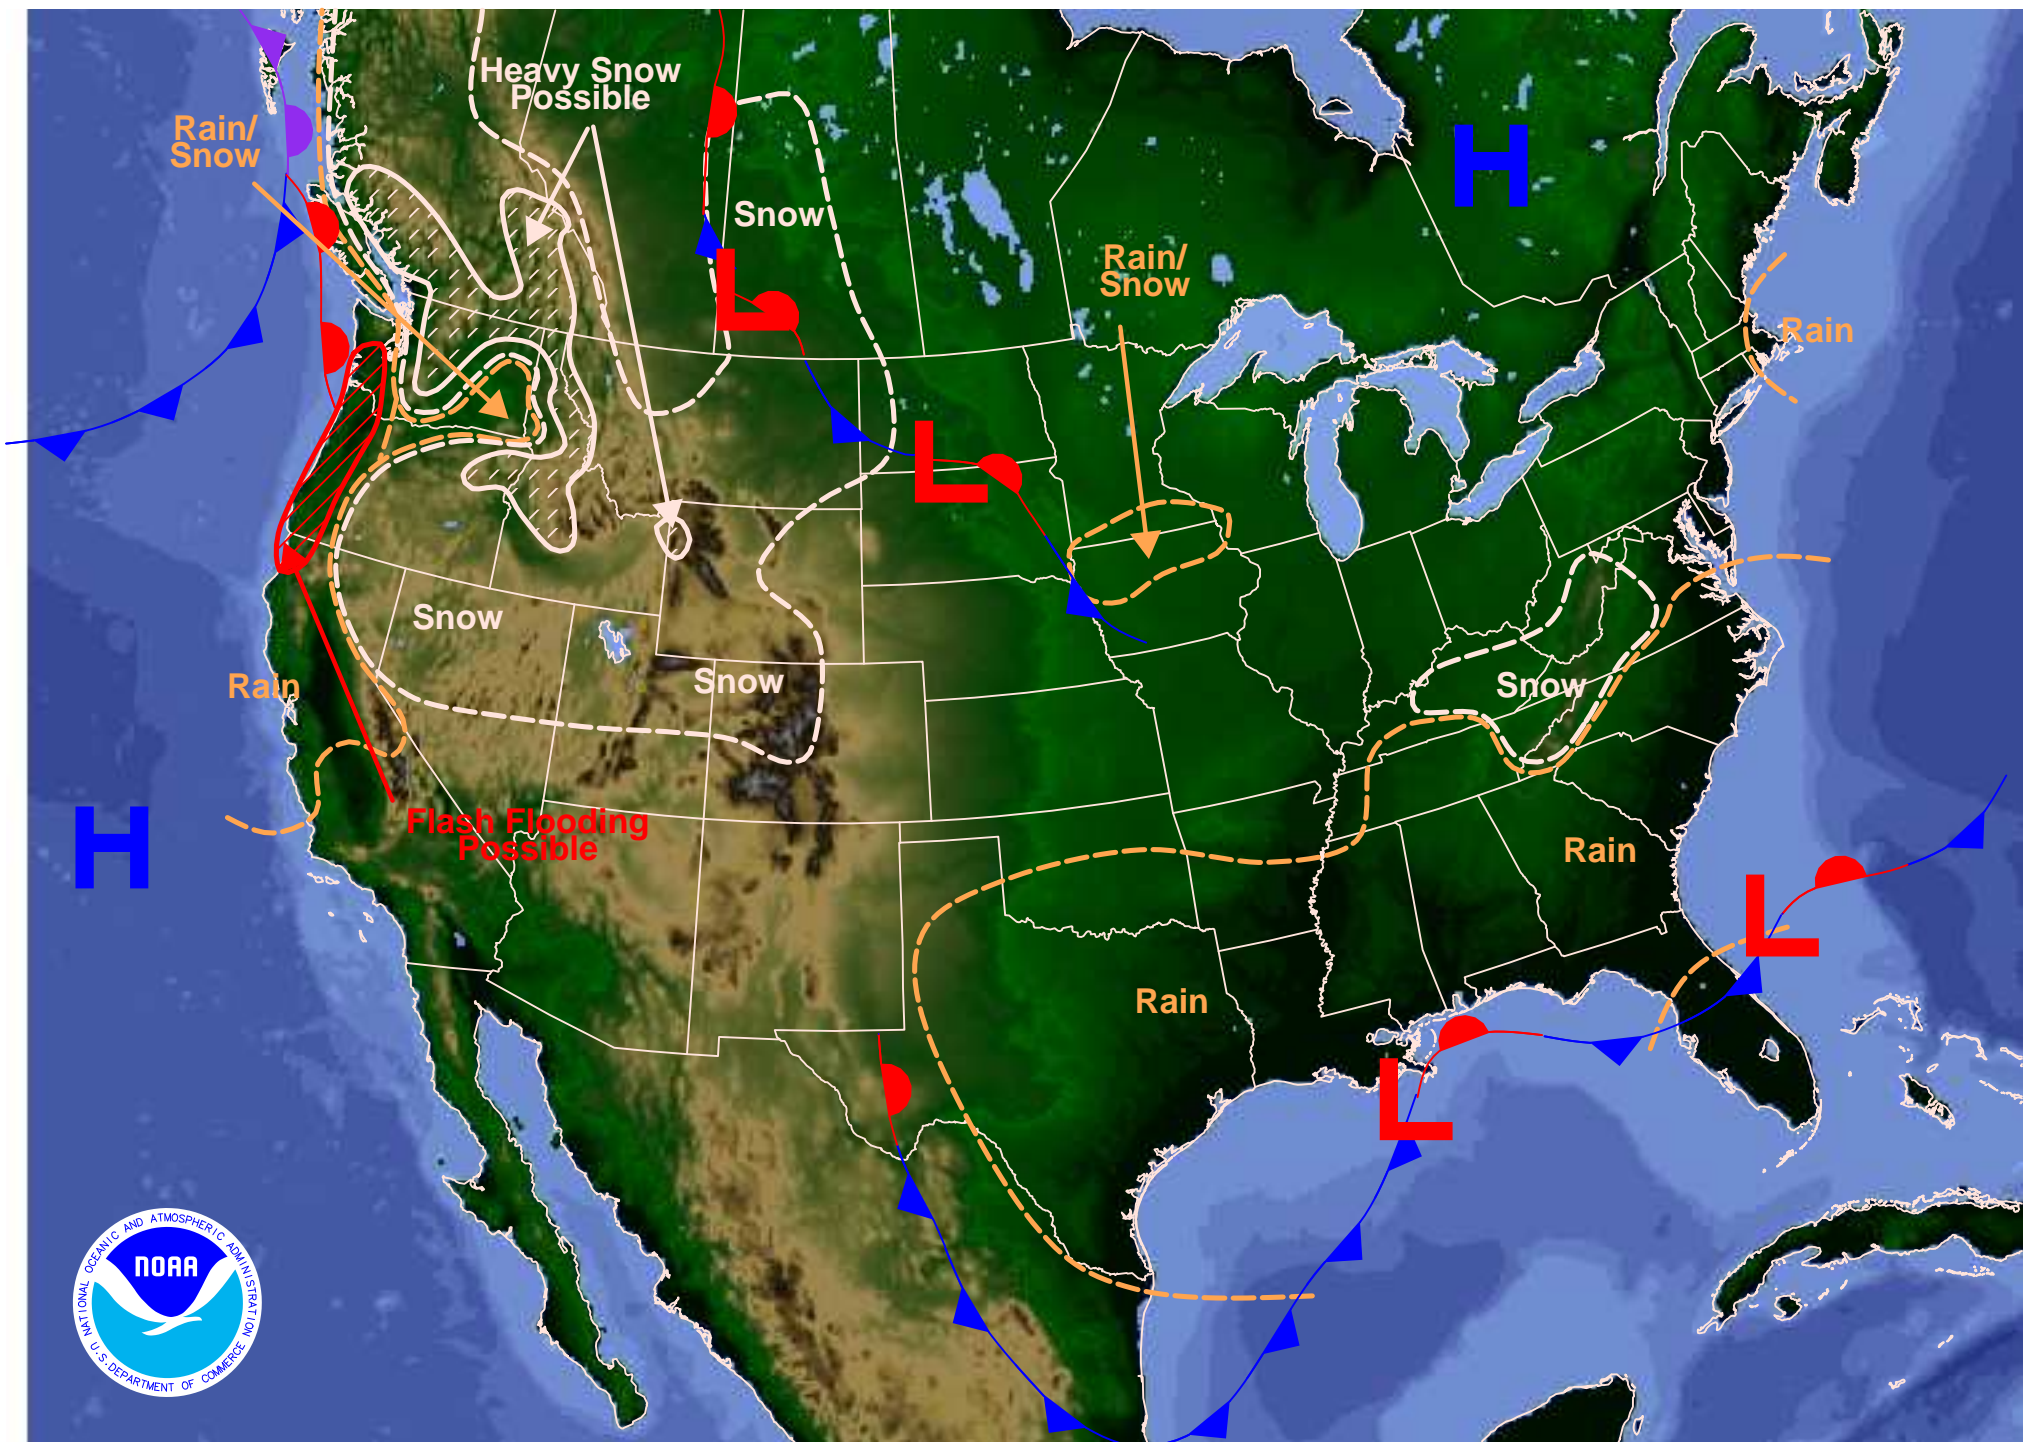 Heavy Snow
Possible
Rain/
Snow
H
Snow
Rain/
Snow
L
Rain
L
Snow
Rain
Snow
Snow
H
Flash Flooding
Possible
Rain
L
Rain
L
NATIONAL OCEANIC AND ATMOSPHERIC ADMINISTRATION
NOAA
U.S. DEPARTMENT OF COMMERCE